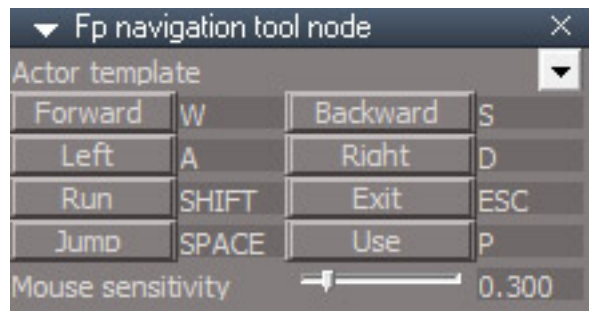 Fp navigation tool node
Actor template
Forward W Backward S
Left A Right D
Run SHIFT Exit ESC
Jump SPACE Use P
Mouse sensitivity 0.300